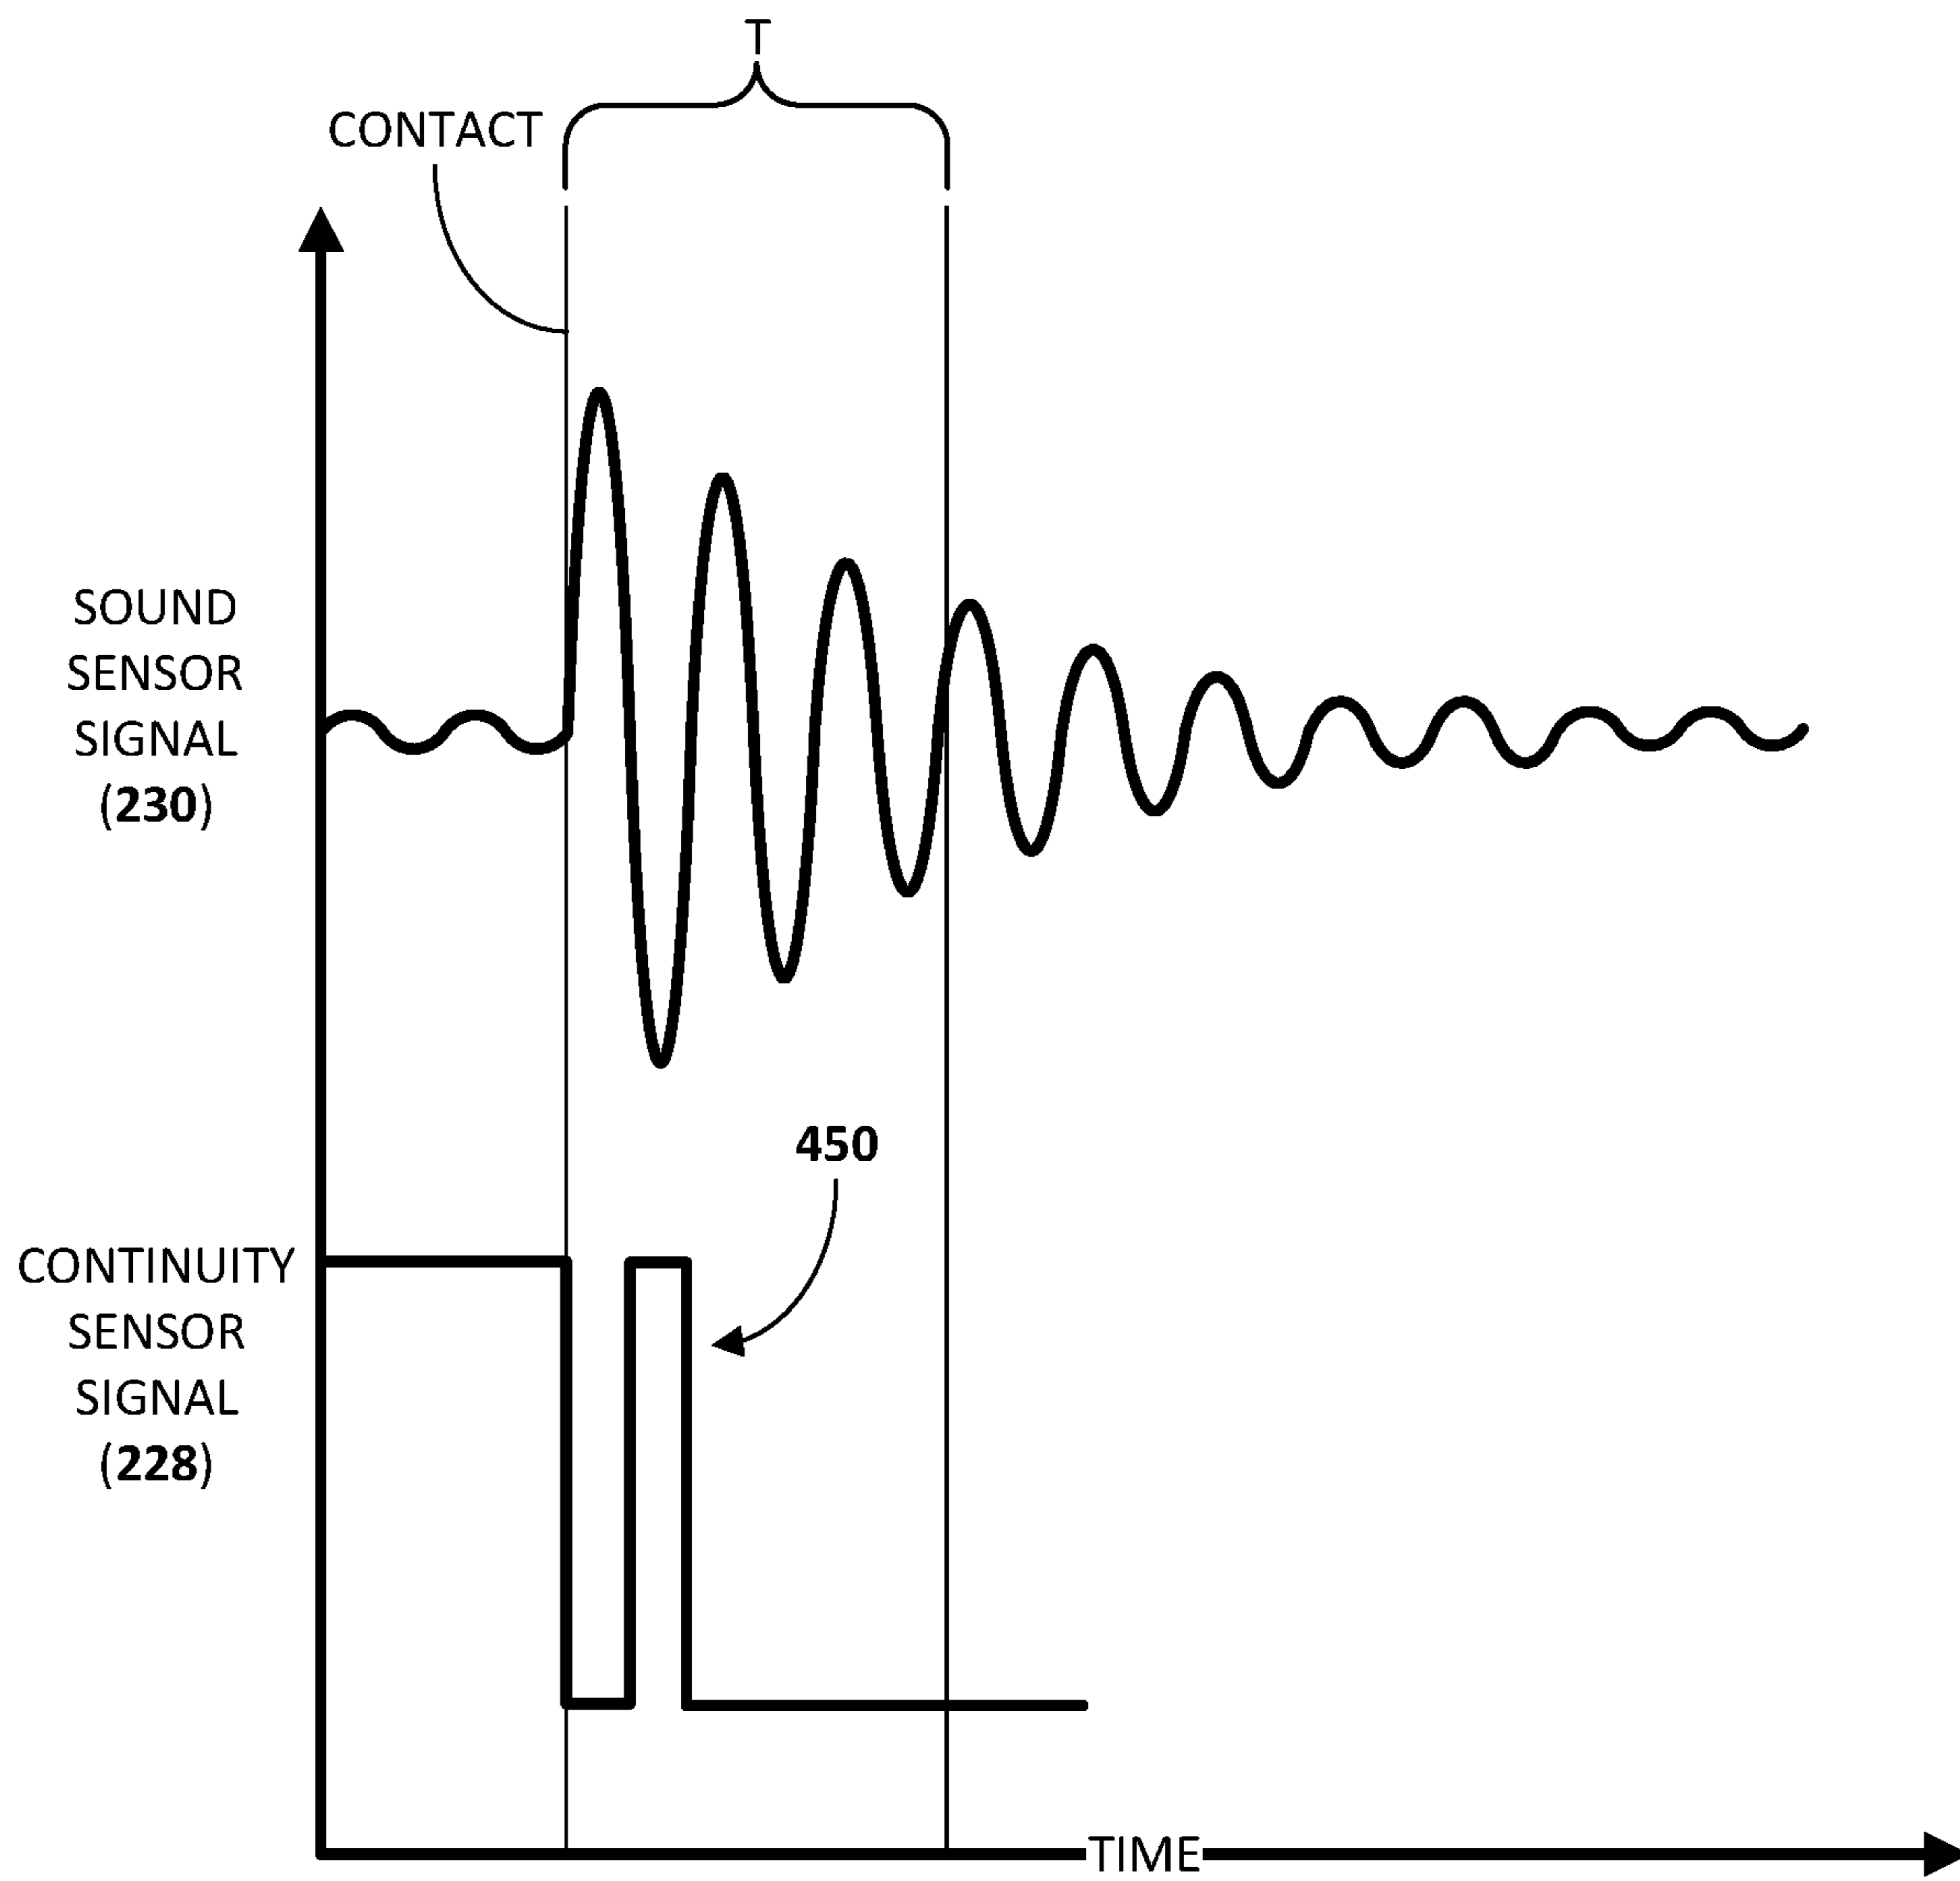 T
CONTACT
SOUND
SENSOR
SIGNAL
(230)
450
CONTINUITY
SENSOR
SIGNAL
(228)
TIME